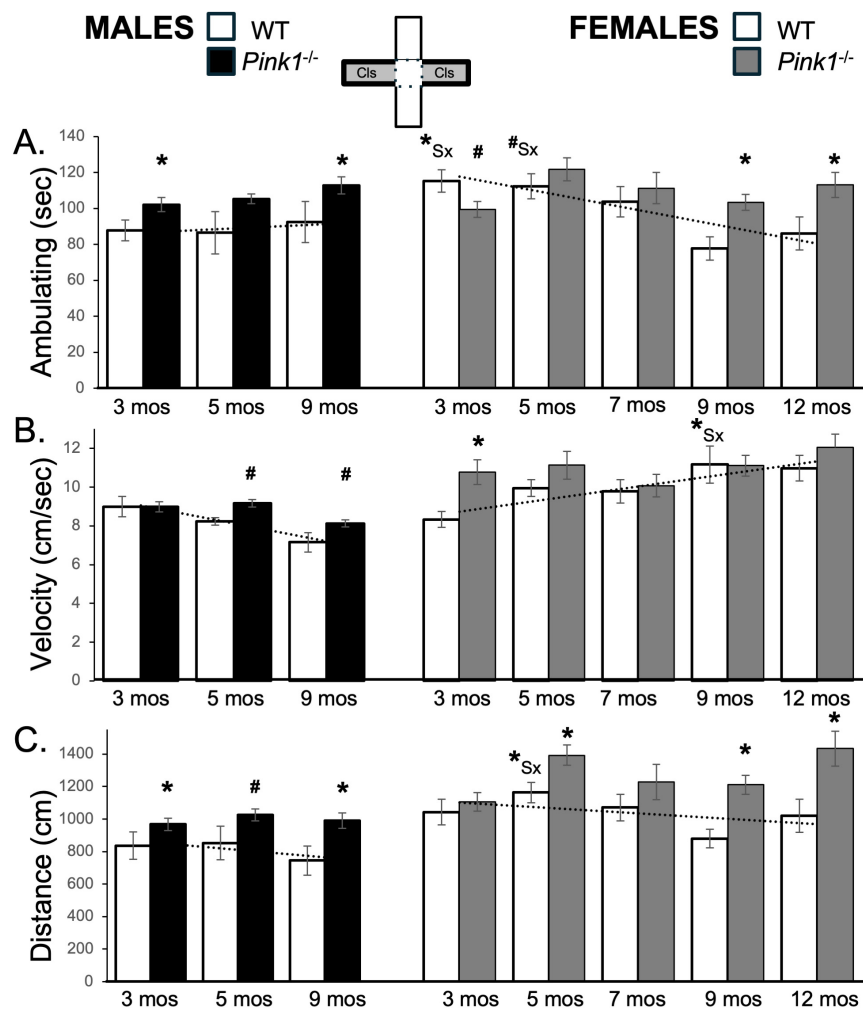 MALES WT FEMALES WT
Pink1-/- Pink1-/-
Cls Cls
A.
Ambulating (sec)
140
120
100
80
60
40
20
0
* * *Sx # #Sx * *
3 mos 5 mos 9 mos 3 mos 5 mos 7 mos 9 mos 12 mos
B.
Velocity (cm/sec)
12
10
8
6
4
2
0
# # * *Sx
3 mos 5 mos 9 mos 3 mos 5 mos 7 mos 9 mos 12 mos
C.
Distance (cm)
1400
1200
1000
800
600
400
200
0
* # * *Sx * * *
3 mos 5 mos 9 mos 3 mos 5 mos 7 mos 9 mos 12 mos